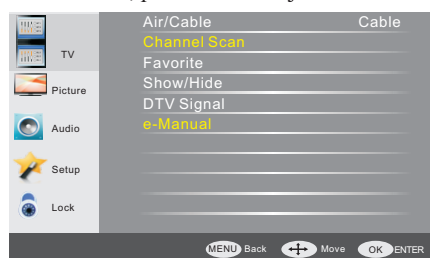 Air/Cable Cable
Channel Scan
TV
Favorite
Show/Hide
Picture
DTV Signal
e-Manual
Audio
Setup
Lock
MENU Back Move OK ENTER